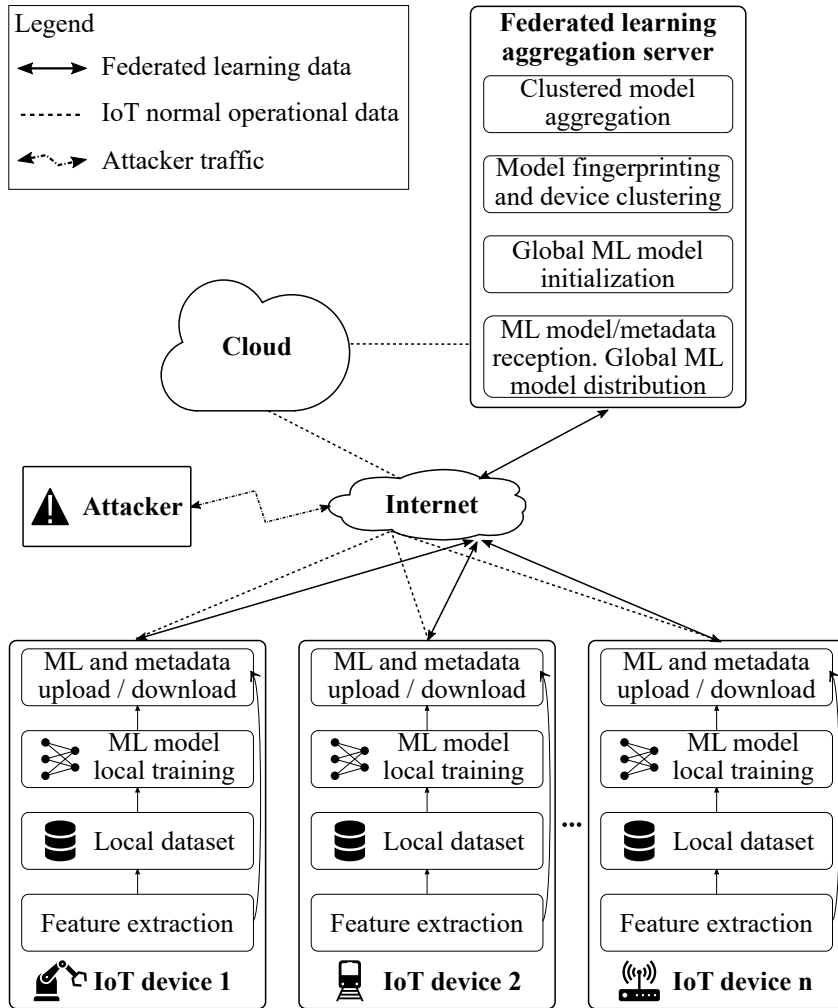 Legend
Federated learning data
IoT normal operational data
Attacker traffic
Federated learning
aggregation server
Clustered model
aggregation
Model fingerprinting
and device clustering
Global ML model
initialization
ML model/metadata
reception. Global ML
model distribution
Cloud
Attacker
Internet
ML and metadata
upload / download
ML model
local training
Local dataset
Feature extraction
IoT device 1
ML and metadata
upload / download
ML model
local training
Local dataset
Feature extraction
IoT device 2
...
ML and metadata
upload / download
ML model
local training
Local dataset
Feature extraction
IoT device n